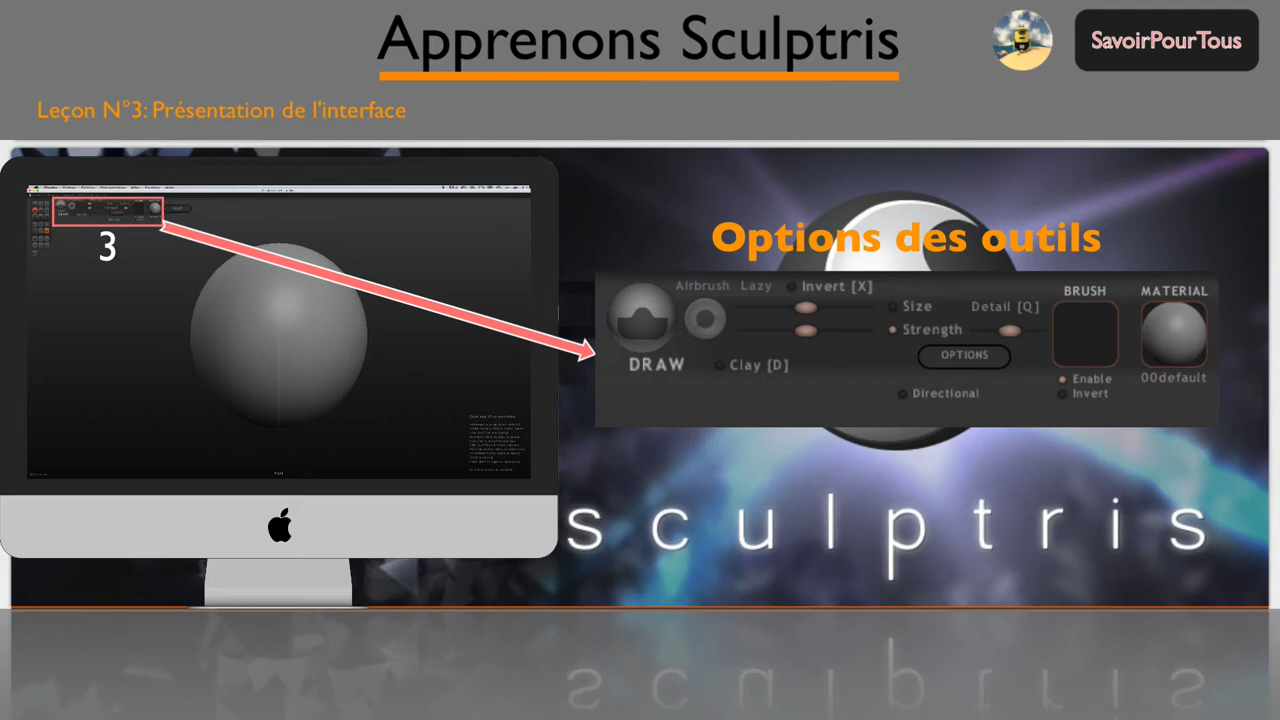 Apprenons Sculptris
SavoirPourTous
Leçon N°3: Présentation de l'interface
3
Options des outils
Airbrush Lazy Invert [X]
Size Detail [Q]
Strength
DRAW
Clay [D]
OPTIONS
Directional
BRUSH
Enable
Invert
MATERIAL
00default
sculptris